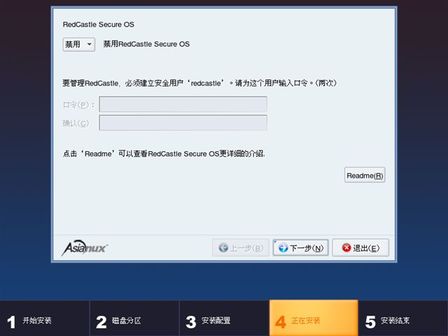 RedCastle Secure OS
禁用 禁用RedCastle Secure OS
要管理RedCastle, 必须建立安全用户‘redcastle’。请为这个用户输入口令。(两次)
口令(P):
确认(C)
点击‘Readme’可以查看RedCastle Secure OS更详细的介绍.
Readme(R)
Asianux 上一步(B) 下一步(N) 退出(E)
1 开始安装 2 磁盘分区 3 安装配置 4 正在安装 5 安装结束